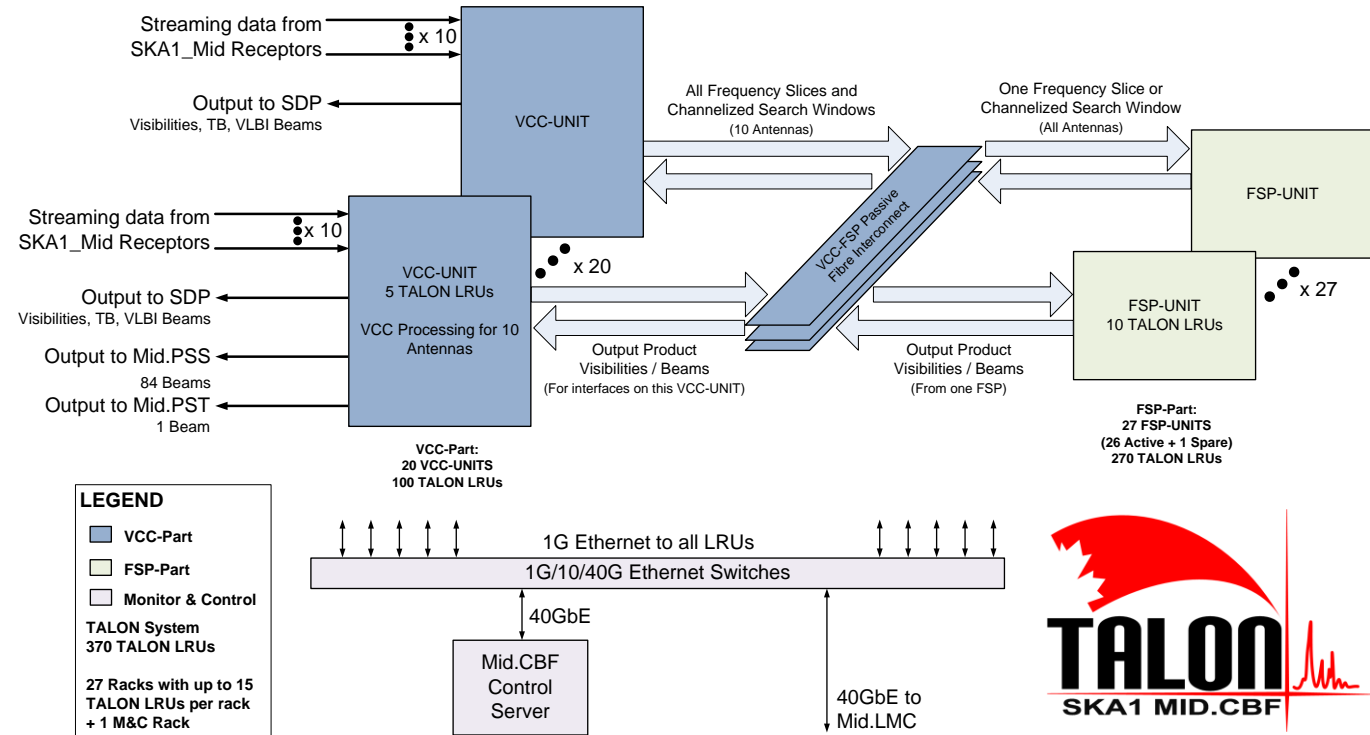 Streaming data from
SKA1_Mid Receptors
x 10
Output to SDP
Visibilities, TB, VLBI Beams
VCC-UNIT
All Frequency Slices and
Channelized Search Windows
(10 Antennas)
One Frequency Slice or
Channelized Search Window
(All Antennas)
FSP-UNIT
VCC-FSP Passive
Fibre Interconnect
Streaming data from
SKA1_Mid Receptors
x 10
VCC-UNIT
5 TALON LRUs
VCC Processing for 10
Antennas
x 20
Output to SDP
Visibilities, TB, VLBI Beams
Output to Mid.PSS
84 Beams
Output to Mid.PST
1 Beam
Output Product
Visibilities / Beams
(For interfaces on this VCC-UNIT)
Output Product
Visibilities / Beams
(From one FSP)
FSP-UNIT
10 TALON LRUs
x 27
VCC-Part:
20 VCC-UNITS
100 TALON LRUs
FSP-Part:
27 FSP-UNITS
(26 Active + 1 Spare)
270 TALON LRUs
LEGEND
VCC-Part
FSP-Part
Monitor & Control
TALON System
370 TALON LRUs
27 Racks with up to 15
TALON LRUs per rack
+ 1 M&C Rack
1G Ethernet to all LRUs
1G/10/40G Ethernet Switches
40GbE
Mid.CBF
Control
Server
40GbE to
Mid.LMC
TALON
SKA1 MID.CBF